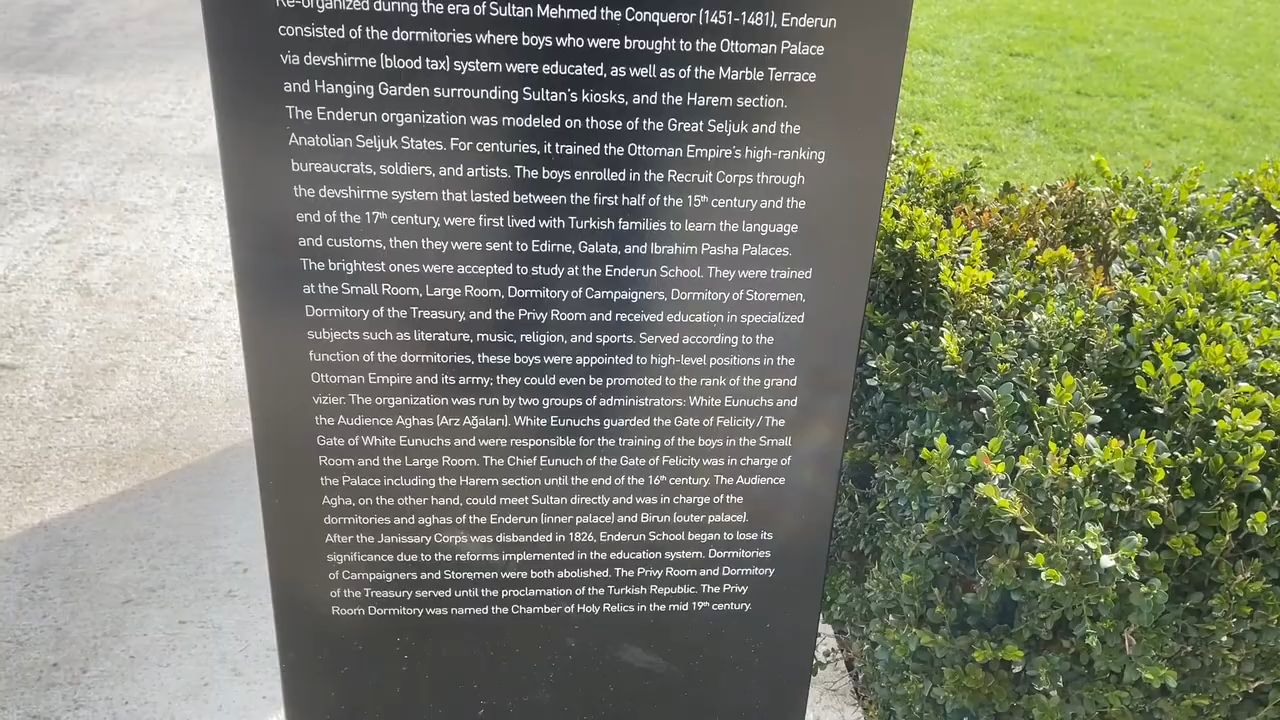 Re-organized during the era of Sultan Mehmed the Conqueror (1451-1481), Enderun
consisted of the dormitories where boys who were brought to the Ottoman Palace
via devshirme (blood tax) system were educated, as well as of the Marble Terrace
and Hanging Garden surrounding Sultan's kiosks, and the Harem section.
The Enderun organization was modeled on those of the Great Seljuk and the
Anatolian Seljuk States. For centuries, it trained the Ottoman Empire's high-ranking
bureaucrats, soldiers, and artists. The boys enrolled in the Recruit Corps through
the devshirme system that lasted between the first half of the 15th century and the
end of the 17th century, were first lived with Turkish families to learn the language
and customs, then they were sent to Edirne, Galata, and Ibrahim Pasha Palaces.
The brightest ones were accepted to study at the Enderun School. They were trained
at the Small Room, Large Room, Dormitory of Campaigners, Dormitory of Storemen,
Dormitory of the Treasury, and the Privy Room and received education in specialized
subjects such as literature, music, religion, and sports. Served according to the
function of the dormitories, these boys were appointed to high-level positions in the
Ottoman Empire and its army; they could even be promoted to the rank of the grand
vizier. The organization was run by two groups of administrators: White Eunuchs and
the Audience Aghas (Arz Ağaları). White Eunuchs guarded the Gate of Felicity / The
Gate of White Eunuchs and were responsible for the training of the boys in the Small
Room and the Large Room. The Chief Eunuch of the Gate of Felicity was in charge of
the Palace including the Harem section until the end of the 16th century. The Audience
Agha, on the other hand, could meet Sultan directly and was in charge of the
dormitories and aghas of the Enderun (inner palace) and Birun (outer palace).
After the Janissary Corps was disbanded in 1826, Enderun School began to lose its
significance due to the reforms implemented in the education system. Dormitories
of Campaigners and Storemen were both abolished. The Privy Room and Dormitory
of the Treasury served until the proclamation of the Turkish Republic. The Privy
Room Dormitory was named the Chamber of Holy Relics in the mid 19th century.